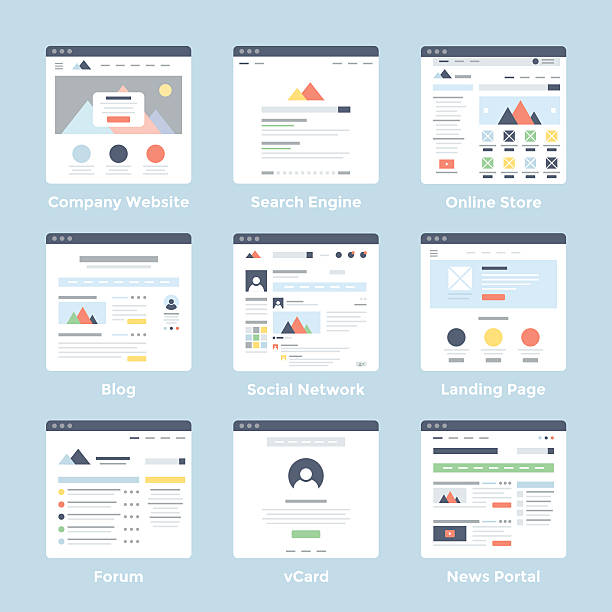 Company Website
Search Engine
Online Store
Blog
Social Network
Landing Page
Forum
vCard
News Portal